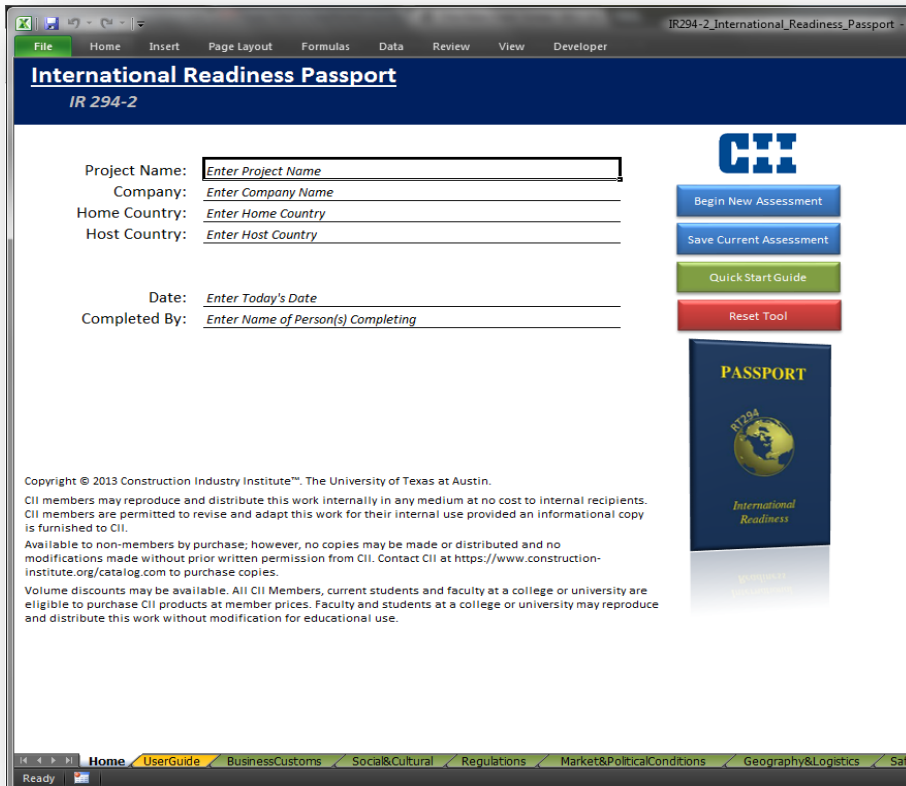 IR294-2_International_Readiness_Passport -
File Home Insert Page Layout Formulas Data Review View Developer
International Readiness Passport
IR 294-2
CII
Project Name: Enter Project Name
Company: Enter Company Name
Home Country: Enter Home Country
Host Country: Enter Host Country
Date: Enter Today's Date
Completed By: Enter Name of Person(s) Completing
Begin New Assessment
Save Current Assessment
Quick Start Guide
Reset Tool
PASSPORT
RT294
International
Readiness
Copyright © 2013 Construction Industry Institute™. The University of Texas at Austin.
CII members may reproduce and distribute this work internally in any medium at no cost to internal recipients.
CII members are permitted to revise and adapt this work for their internal use provided an informational copy
is furnished to CII.
Available to non-members by purchase; however, no copies may be made or distributed and no
modifications made without prior written permission from CII. Contact CII at https://www.construction-
institute.org/catalog.com to purchase copies.
Volume discounts may be available. All CII Members, current students and faculty at a college or university are
eligible to purchase CII products at member prices. Faculty and students at a college or university may reproduce
and distribute this work without modification for educational use.
Home UserGuide BusinessCustoms Social&Cultural Regulations Market&PoliticalConditions Geography&Logistics Saf
Ready